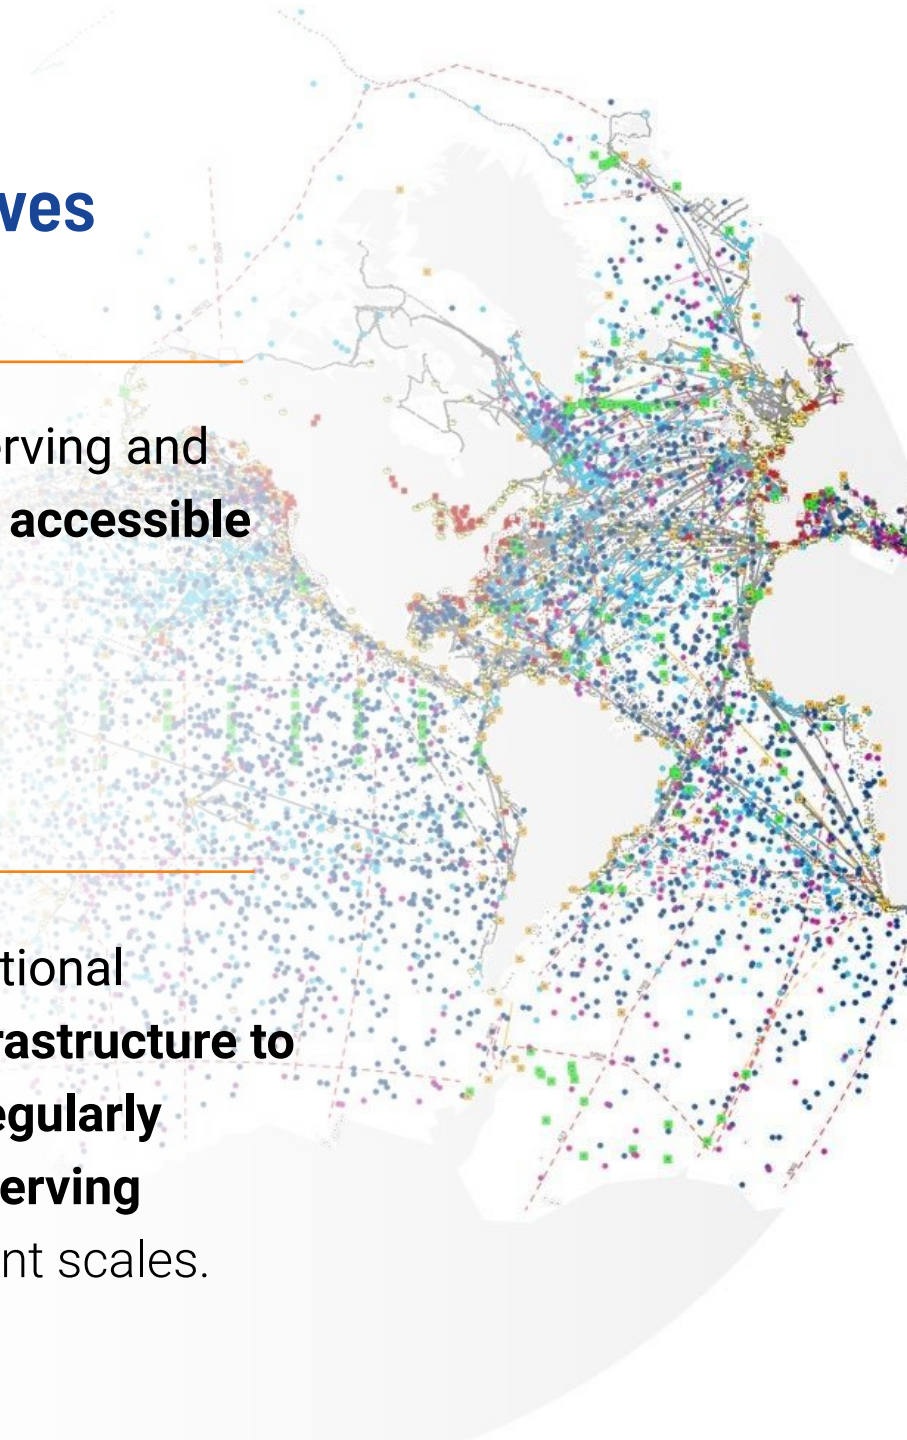 ves
rving and
accessible
tional
rastructure to
egularly
erving
nt scales.